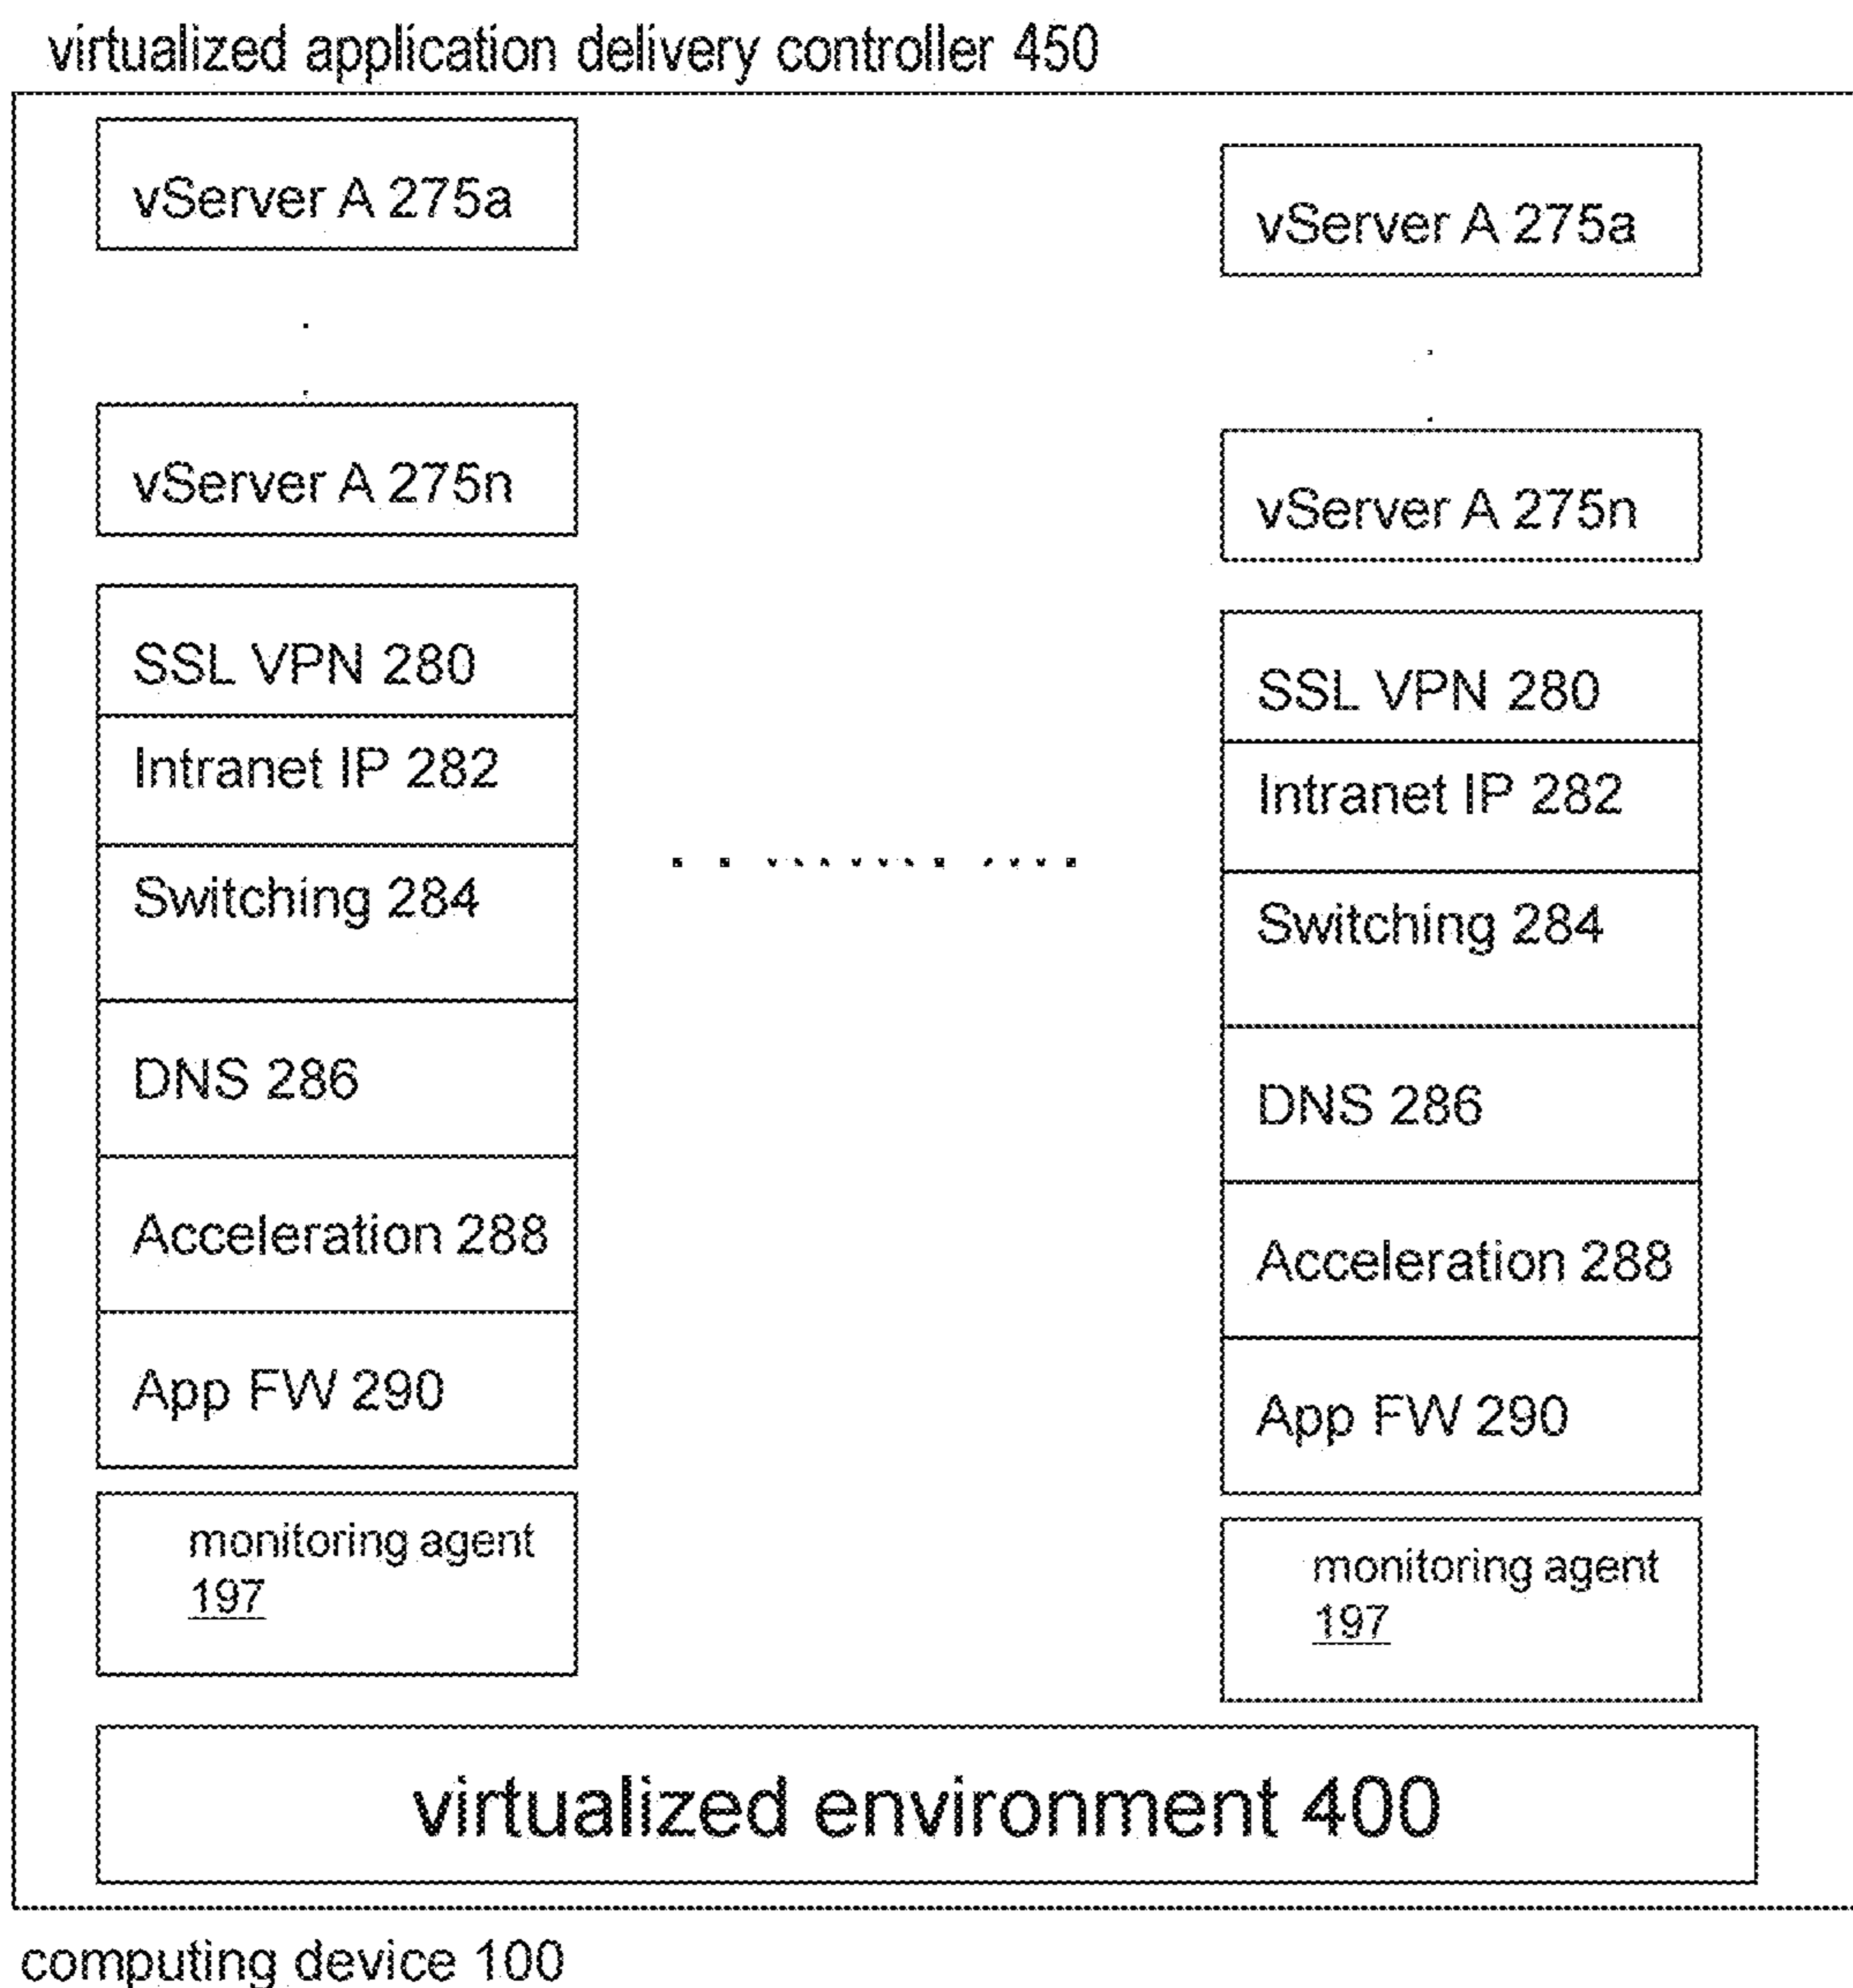 virtualized application delivery controller 450
vServer A 275a
vServer A 275n
SSL VPN 280
Intranet IP 282
Switching 284
DNS 286
Acceleration 288
App FW 290
monitoring agent
197
vServer A 275a
vServer A 275n
SSL VPN 280
Intranet IP 282
Switching 284
DNS 286
Acceleration 288
App FW 290
monitoring agent
197
virtualized environment 400
computing device 100